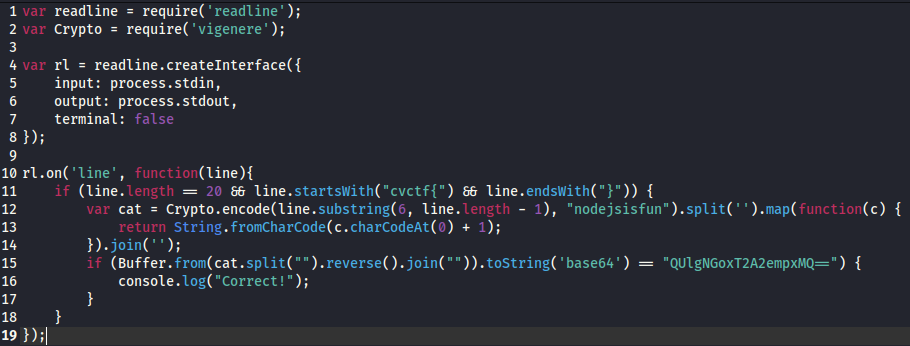 1 var readline = require('readline');
2 var Crypto = require('vigenere');
3
4 var rl = readline.createInterface({
5     input: process.stdin,
6     output: process.stdout,
7     terminal: false
8 });
9
10 rl.on('line', function(line){
11     if (line.length == 20 && line.startsWith("cvctf{") && line.endsWith("}")) {
12         var cat = Crypto.encode(line.substring(6, line.length - 1), "nodejsisfun").split('').map(function(c) {
13             return String.fromCharCode(c.charCodeAt(0) + 1);
14         }).join('');
15         if (Buffer.from(cat.split("").reverse().join("")).toString('base64') == "QUlgNGoxT2A2empxMQ==") {
16             console.log("Correct!");
17         }
18     }
19 });